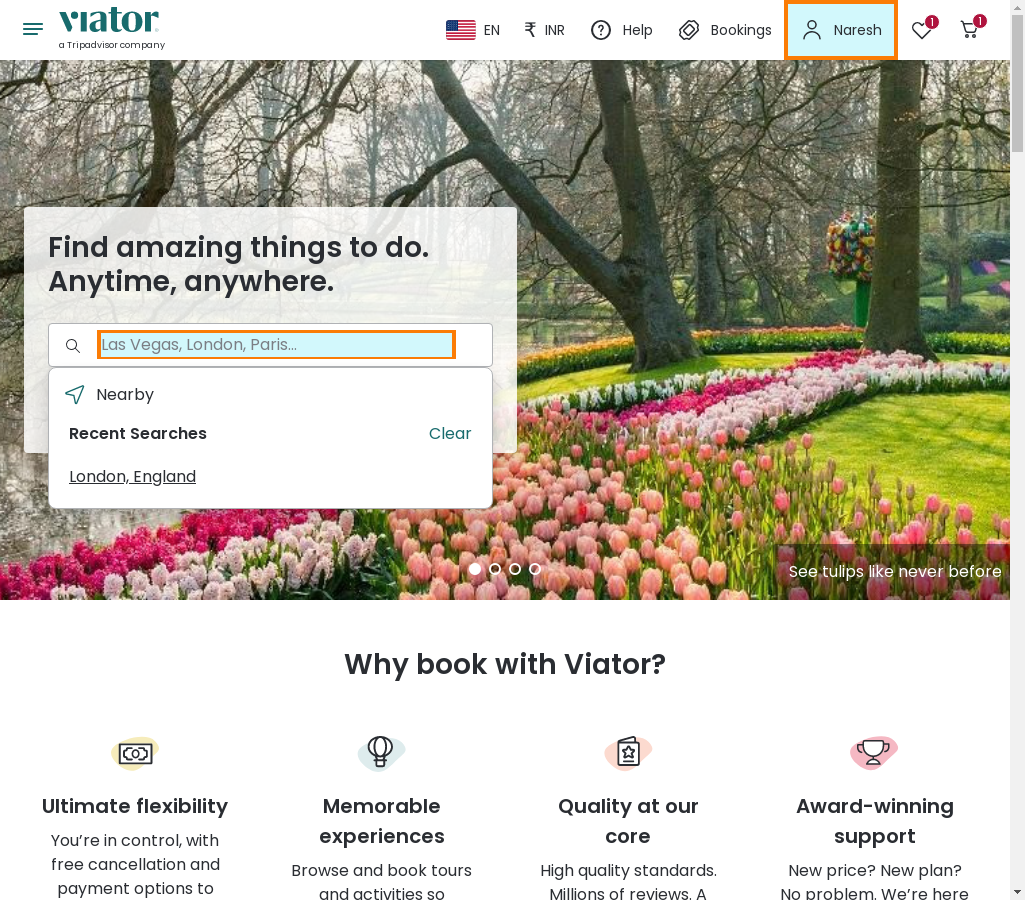 viator
a Tripadvisor company
EN
₹ INR
Help
Bookings
Naresh
1
1
Find amazing things to do.
Anytime, anywhere.
Las Vegas, London, Paris...
Nearby
Recent Searches
Clear
London, England
See tulips like never before
Why book with Viator?
Ultimate flexibility
You’re in control, with
free cancellation and
payment options to
Memorable
experiences
Browse and book tours
and activities so
Quality at our
core
High quality standards.
Millions of reviews. A
Award-winning
support
New price? New plan?
No problem. We’re here